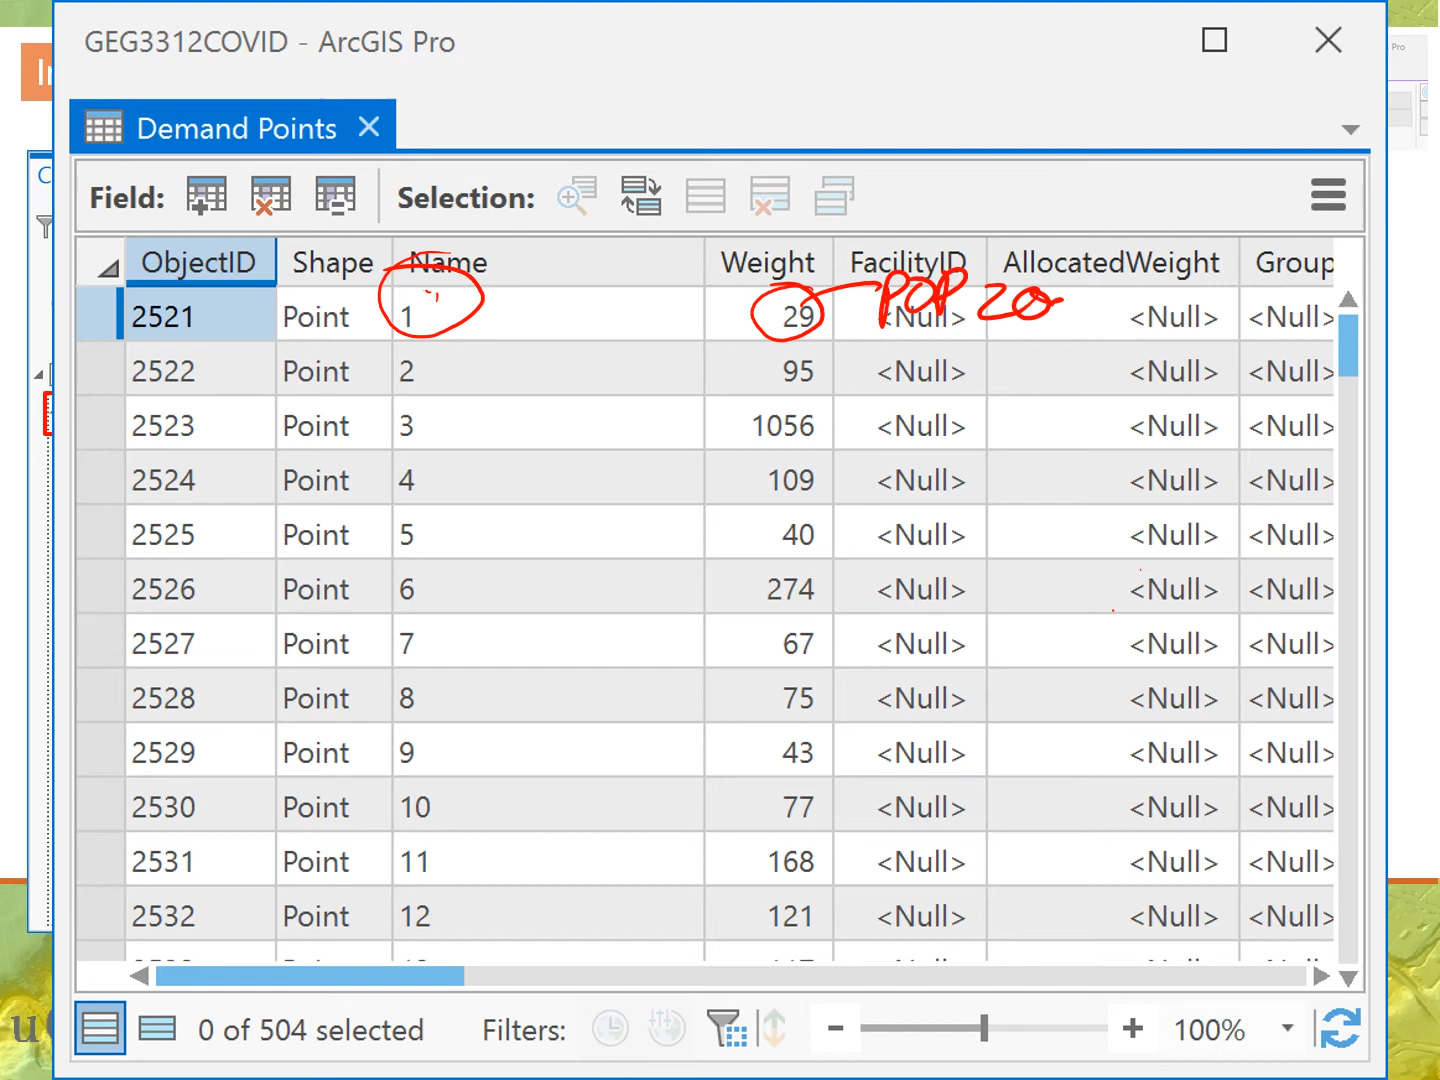 GEG3312COVID - ArcGIS Pro
Pro
Demand Points
Field: Selection:
ObjectID Shape Name Weight FacilityID AllocatedWeight Group
POP 20
2521 Point 1 29 <Null> <Null> <Null>
2522 Point 2 95 <Null> <Null> <Null>
2523 Point 3 1056 <Null> <Null> <Null>
2524 Point 4 109 <Null> <Null> <Null>
2525 Point 5 40 <Null> <Null> <Null>
2526 Point 6 274 <Null> <Null> <Null>
2527 Point 7 67 <Null> <Null> <Null>
2528 Point 8 75 <Null> <Null> <Null>
2529 Point 9 43 <Null> <Null> <Null>
2530 Point 10 77 <Null> <Null> <Null>
2531 Point 11 168 <Null> <Null> <Null>
2532 Point 12 121 <Null> <Null> <Null>
0 of 504 selected Filters: 100%